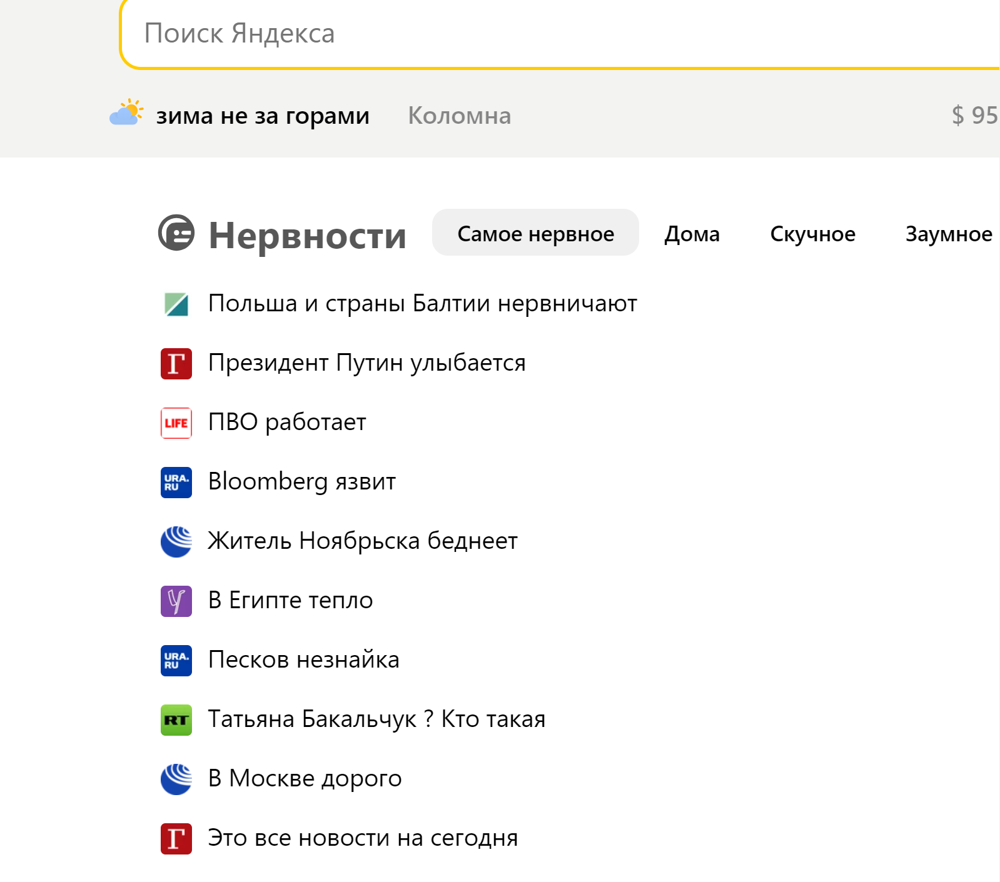 Поиск Яндекса
зима не за горами Коломна $ 95
Нервности Самое нервное Дома Скучное Заумное
Польша и страны Балтии нервничают
Г Президент Путин улыбается
LIFE ПВО работает
URA.RU Bloomberg язвит
Житель Ноябрьска беднеет
У В Египте тепло
URA.RU Песков незнайка
RT Татьяна Бакальчук ? Кто такая
В Москве дорого
Г Это все новости на сегодня